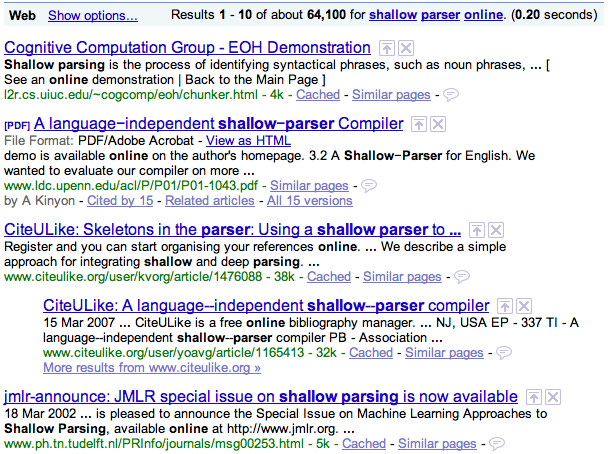 Web Show options... Results 1 - 10 of about 64,100 for shallow parser online. (0.20 seconds)
Cognitive Computation Group - EOH Demonstration
Shallow parsing is the process of identifying syntactical phrases, such as noun phrases, ... [
See an online demonstration | Back to the Main Page ]
l2r.cs.uiuc.edu/~cogcomp/eoh/chunker.html - 4k - Cached - Similar pages -
[PDF] A language−independent shallow−parser Compiler
File Format: PDF/Adobe Acrobat - View as HTML
demo is available online on the author's homepage. 3.2 A Shallow−Parser for English. We
wanted to evaluate our compiler on more ...
www.ldc.upenn.edu/acl/P/P01/P01-1043.pdf - Similar pages -
by A Kinyon - Cited by 15 - Related articles - All 15 versions
CiteULike: Skeletons in the parser: Using a shallow parser to ...
Register and you can start organising your references online. ... We describe a simple
approach for integrating shallow and deep parsing. ...
www.citeulike.org/user/kvorg/article/1476088 - 38k - Cached - Similar pages -
CiteULike: A language--independent shallow--parser compiler
15 Mar 2007 ... CiteULike is a free online bibliography manager. ... NJ, USA EP - 337 TI - A
language--independent shallow--parser compiler PB - Association ...
www.citeulike.org/user/yoavg/article/1165413 - 32k - Cached - Similar pages -
More results from www.citeulike.org »
jmlr-announce: JMLR special issue on shallow parsing is now available
18 Mar 2002 ... is pleased to announce the Special Issue on Machine Learning Approaches to
Shallow Parsing, available online at http://www.jmlr.org. ...
www.ph.tn.tudelft.nl/PRInfo/journals/msg00253.html - 5k - Cached - Similar pages -